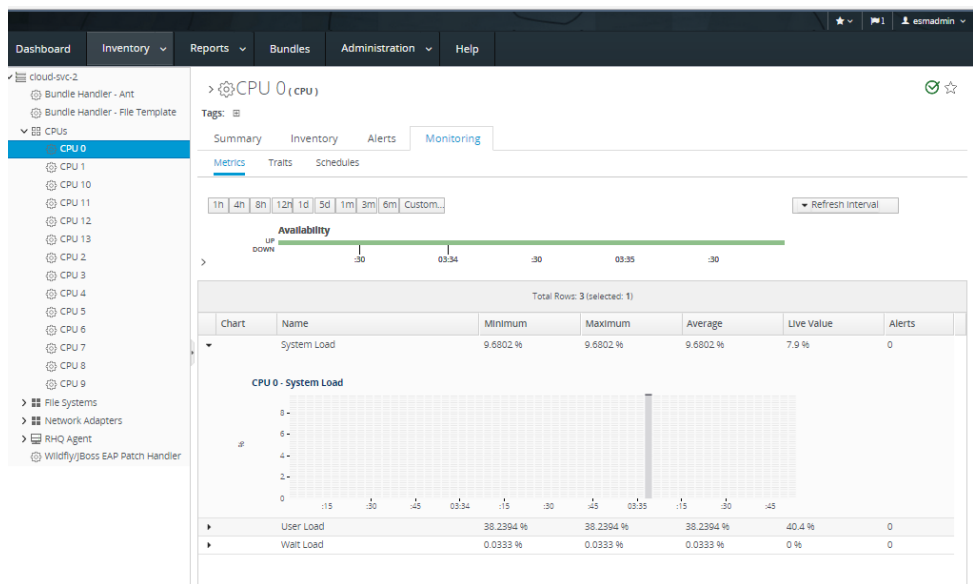 1 esmadmin
Dashboard Inventory Reports Bundles Administration Help
cloud-svc-2
Bundle Handler - Ant
Bundle Handler - File Template
CPUs
CPU 0
CPU 1
CPU 10
CPU 11
CPU 12
CPU 13
CPU 2
CPU 3
CPU 4
CPU 5
CPU 6
CPU 7
CPU 8
CPU 9
File Systems
Network Adapters
RHQ Agent
Wildfly/JBoss EAP Patch Handler
CPU 0 ( CPU )
Tags:
Summary Inventory Alerts Monitoring
Metrics Traits Schedules
1h 4h 8h 12h 1d 5d 1m 3m 6m Custom... Refresh Interval
Availability
UP
DOWN
:30 03:34 :30 03:35 :30
Total Rows: 3 (selected: 1)
Chart Name Minimum Maximum Average Live Value Alerts
System Load 9.6802 % 9.6802 % 9.6802 % 7.9 % 0
CPU 0 - System Load
8
6
%
4
2
0
:15 :30 :45 03:34 :15 :30 :45 03:35 :15 :30 :45
User Load 38.2394 % 38.2394 % 38.2394 % 40.4 % 0
Wait Load 0.0333 % 0.0333 % 0.0333 % 0 % 0